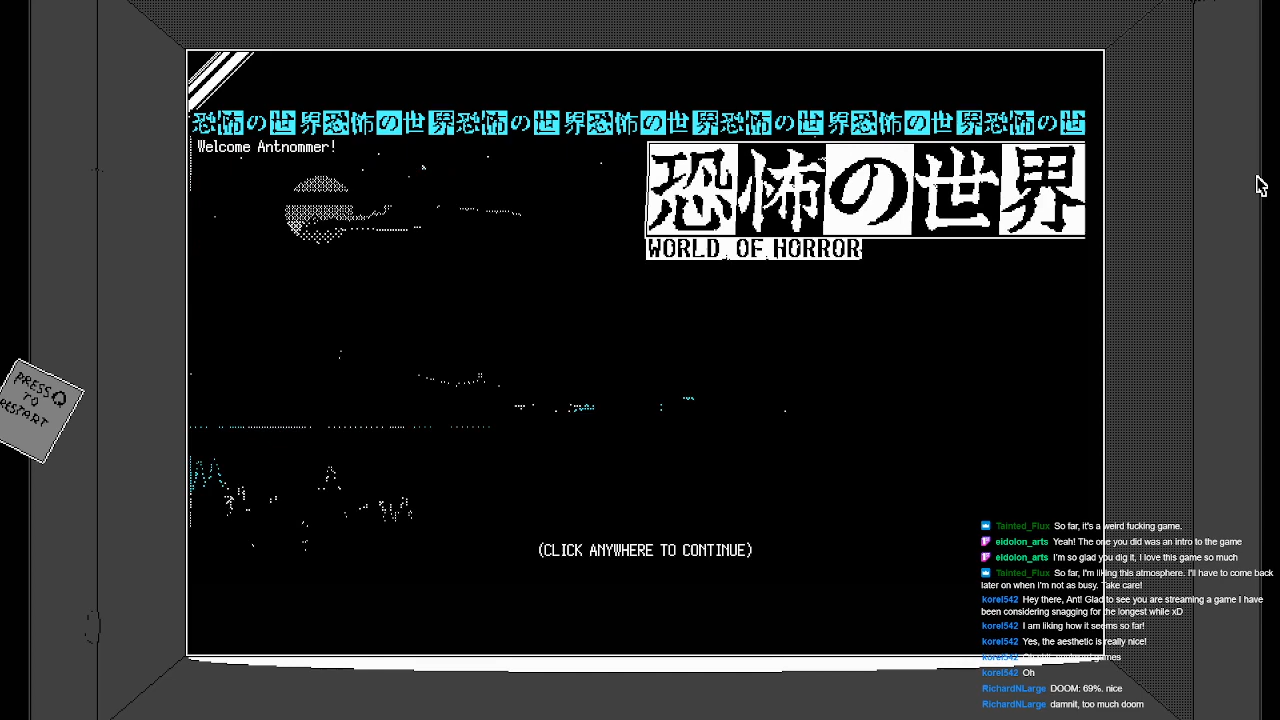 恐怖の世界恐怖の世界恐怖の世界恐怖の世界恐怖の世界恐怖の世界恐怖の世
Welcome Antnommer!
恐怖の世界
WORLD OF HORROR
PRESS Q
TO
RESTART
(CLICK ANYWHERE TO CONTINUE)
Tainted_Flux So far, it's a weird fucking game.
eidolon_arts Yeah! The one you did was an intro to the game
eidolon_arts I'm so glad you dig it, I love this game so much
Tainted_Flux So far, I'm liking this atmosphere. I'll have to come back
later on when I'm not as busy. Take care!
korel542 Hey there, Ant! Glad to see you are streaming a game I have
been considering snagging for the longest while xD
korel542 I am liking how it seems so far!
korel542 Yes, the aesthetic is really nice!
korel542 games
korel542 Oh
RichardNLarge DOOM: 69%. nice
RichardNLarge damnit, too much doom